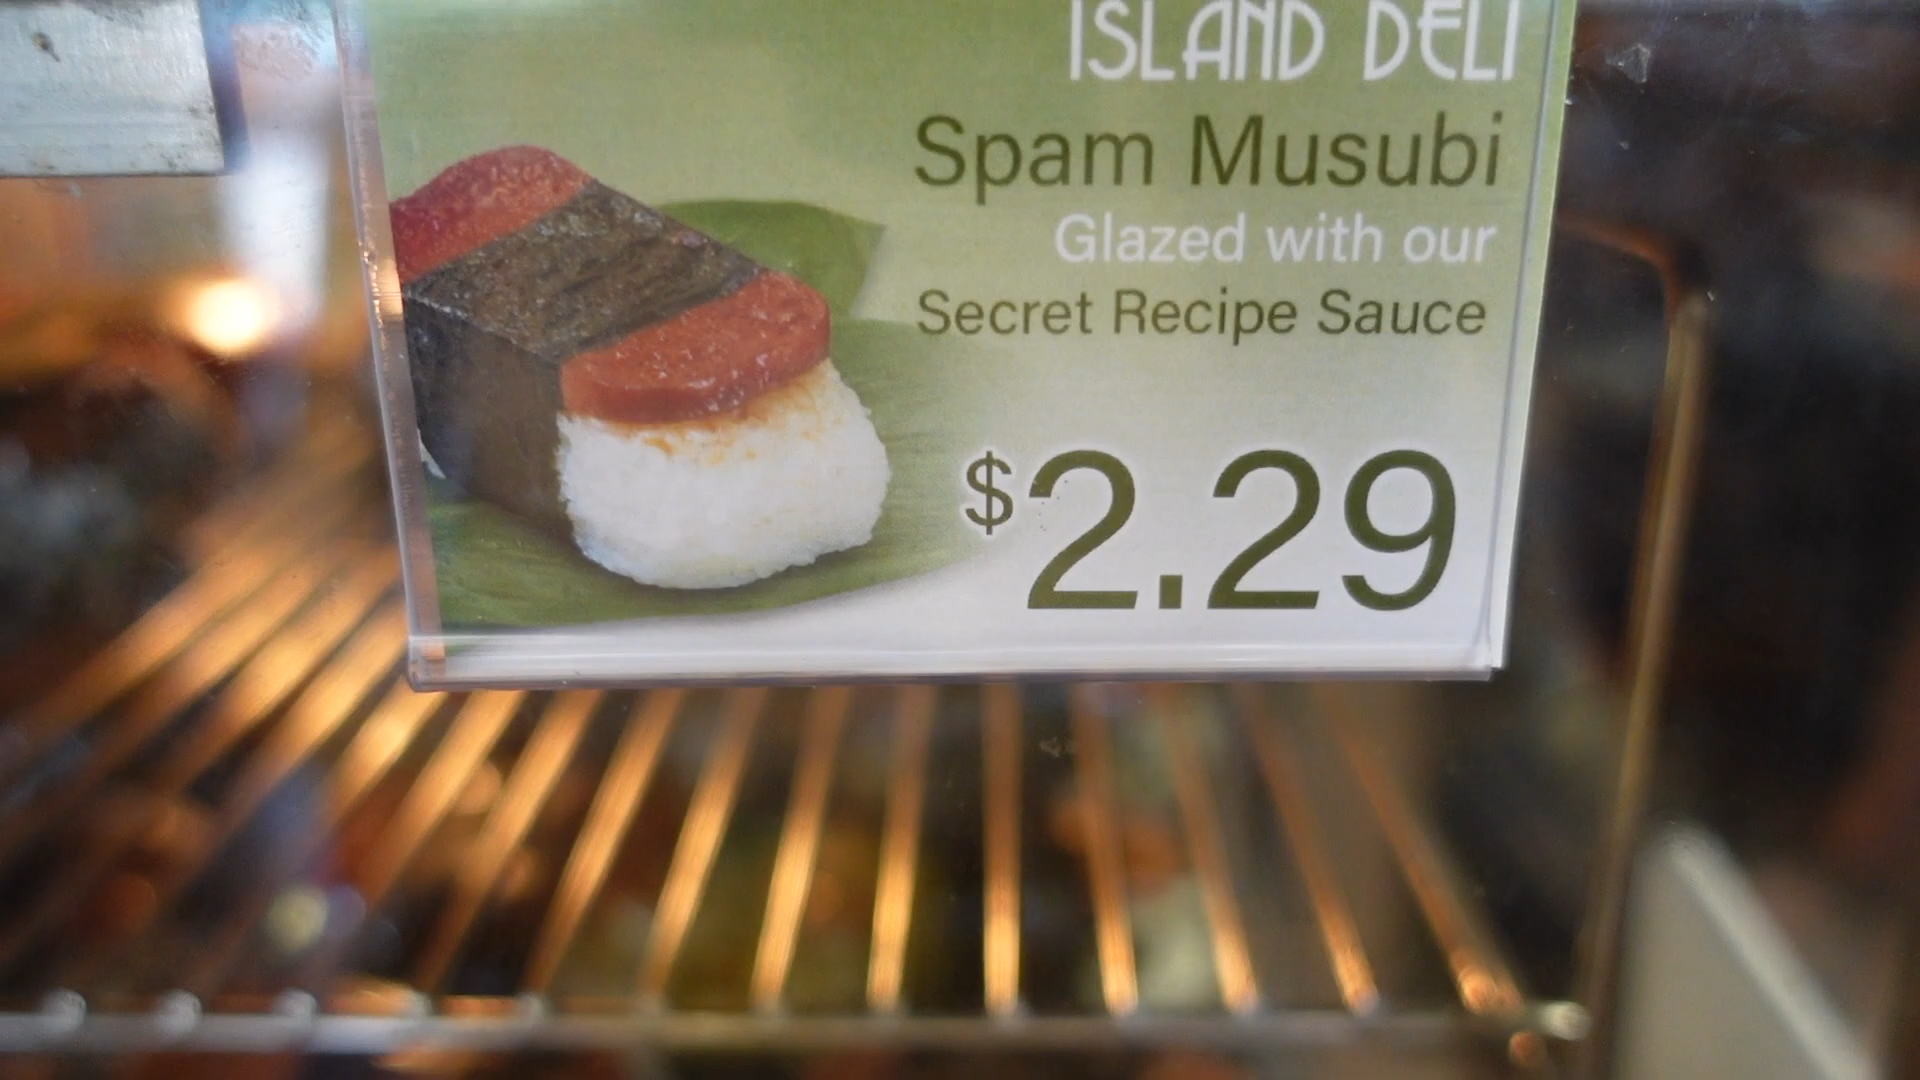 ISLAND DELI
Spam Musubi
Glazed with our
Secret Recipe Sauce
$2.29